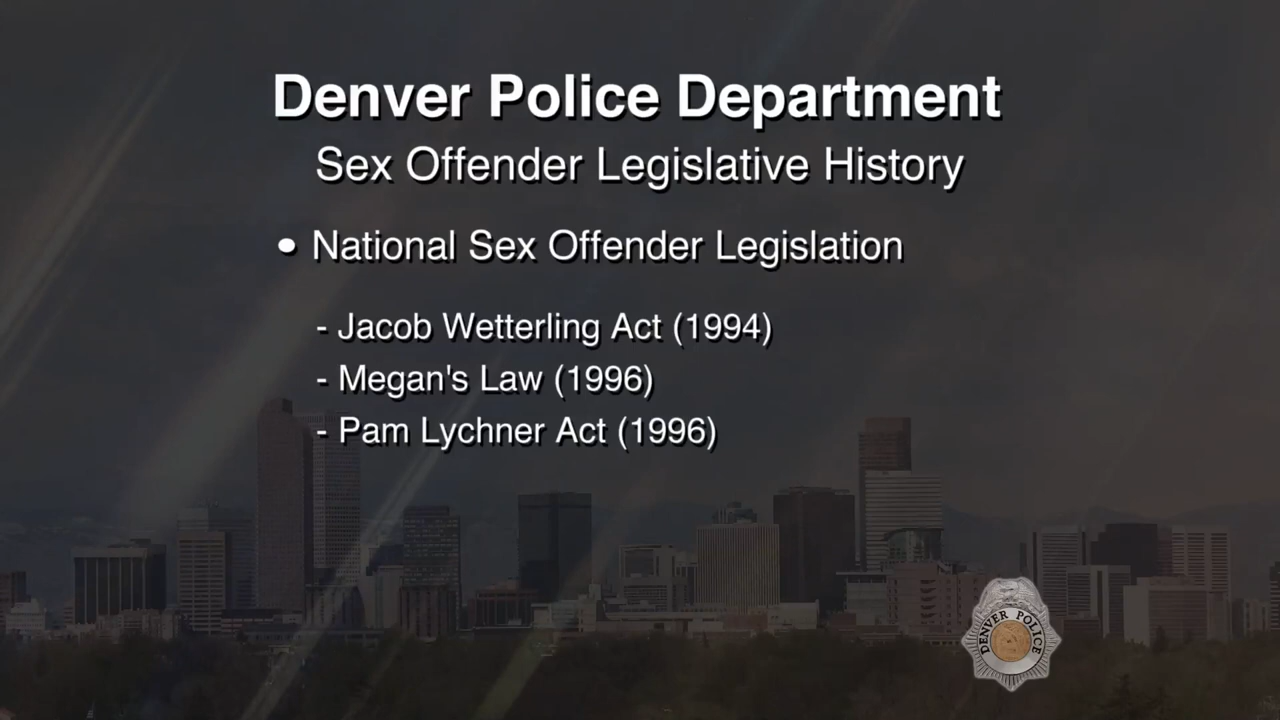 Denver Police Department
Sex Offender Legislative History
• National Sex Offender Legislation
- Jacob Wetterling Act (1994)
- Megan's Law (1996)
- Pam Lychner Act (1996)
DENVER POLICE